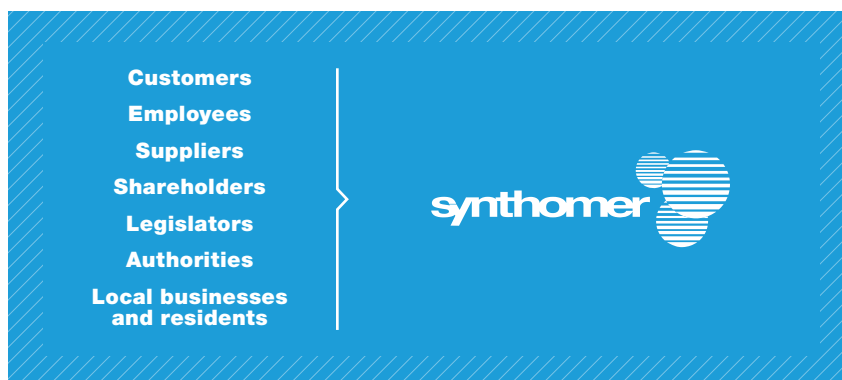 Customers
Employees
Suppliers
Shareholders
Legislators
Authorities
Local businesses
and residents
synthomer